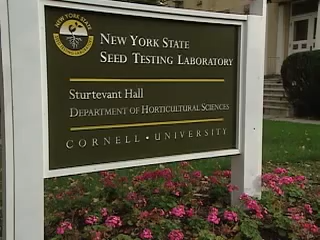 New York State
Seed Testing Laboratory
Sturtevant Hall
Department of Horticultural Sciences
Cornell • University